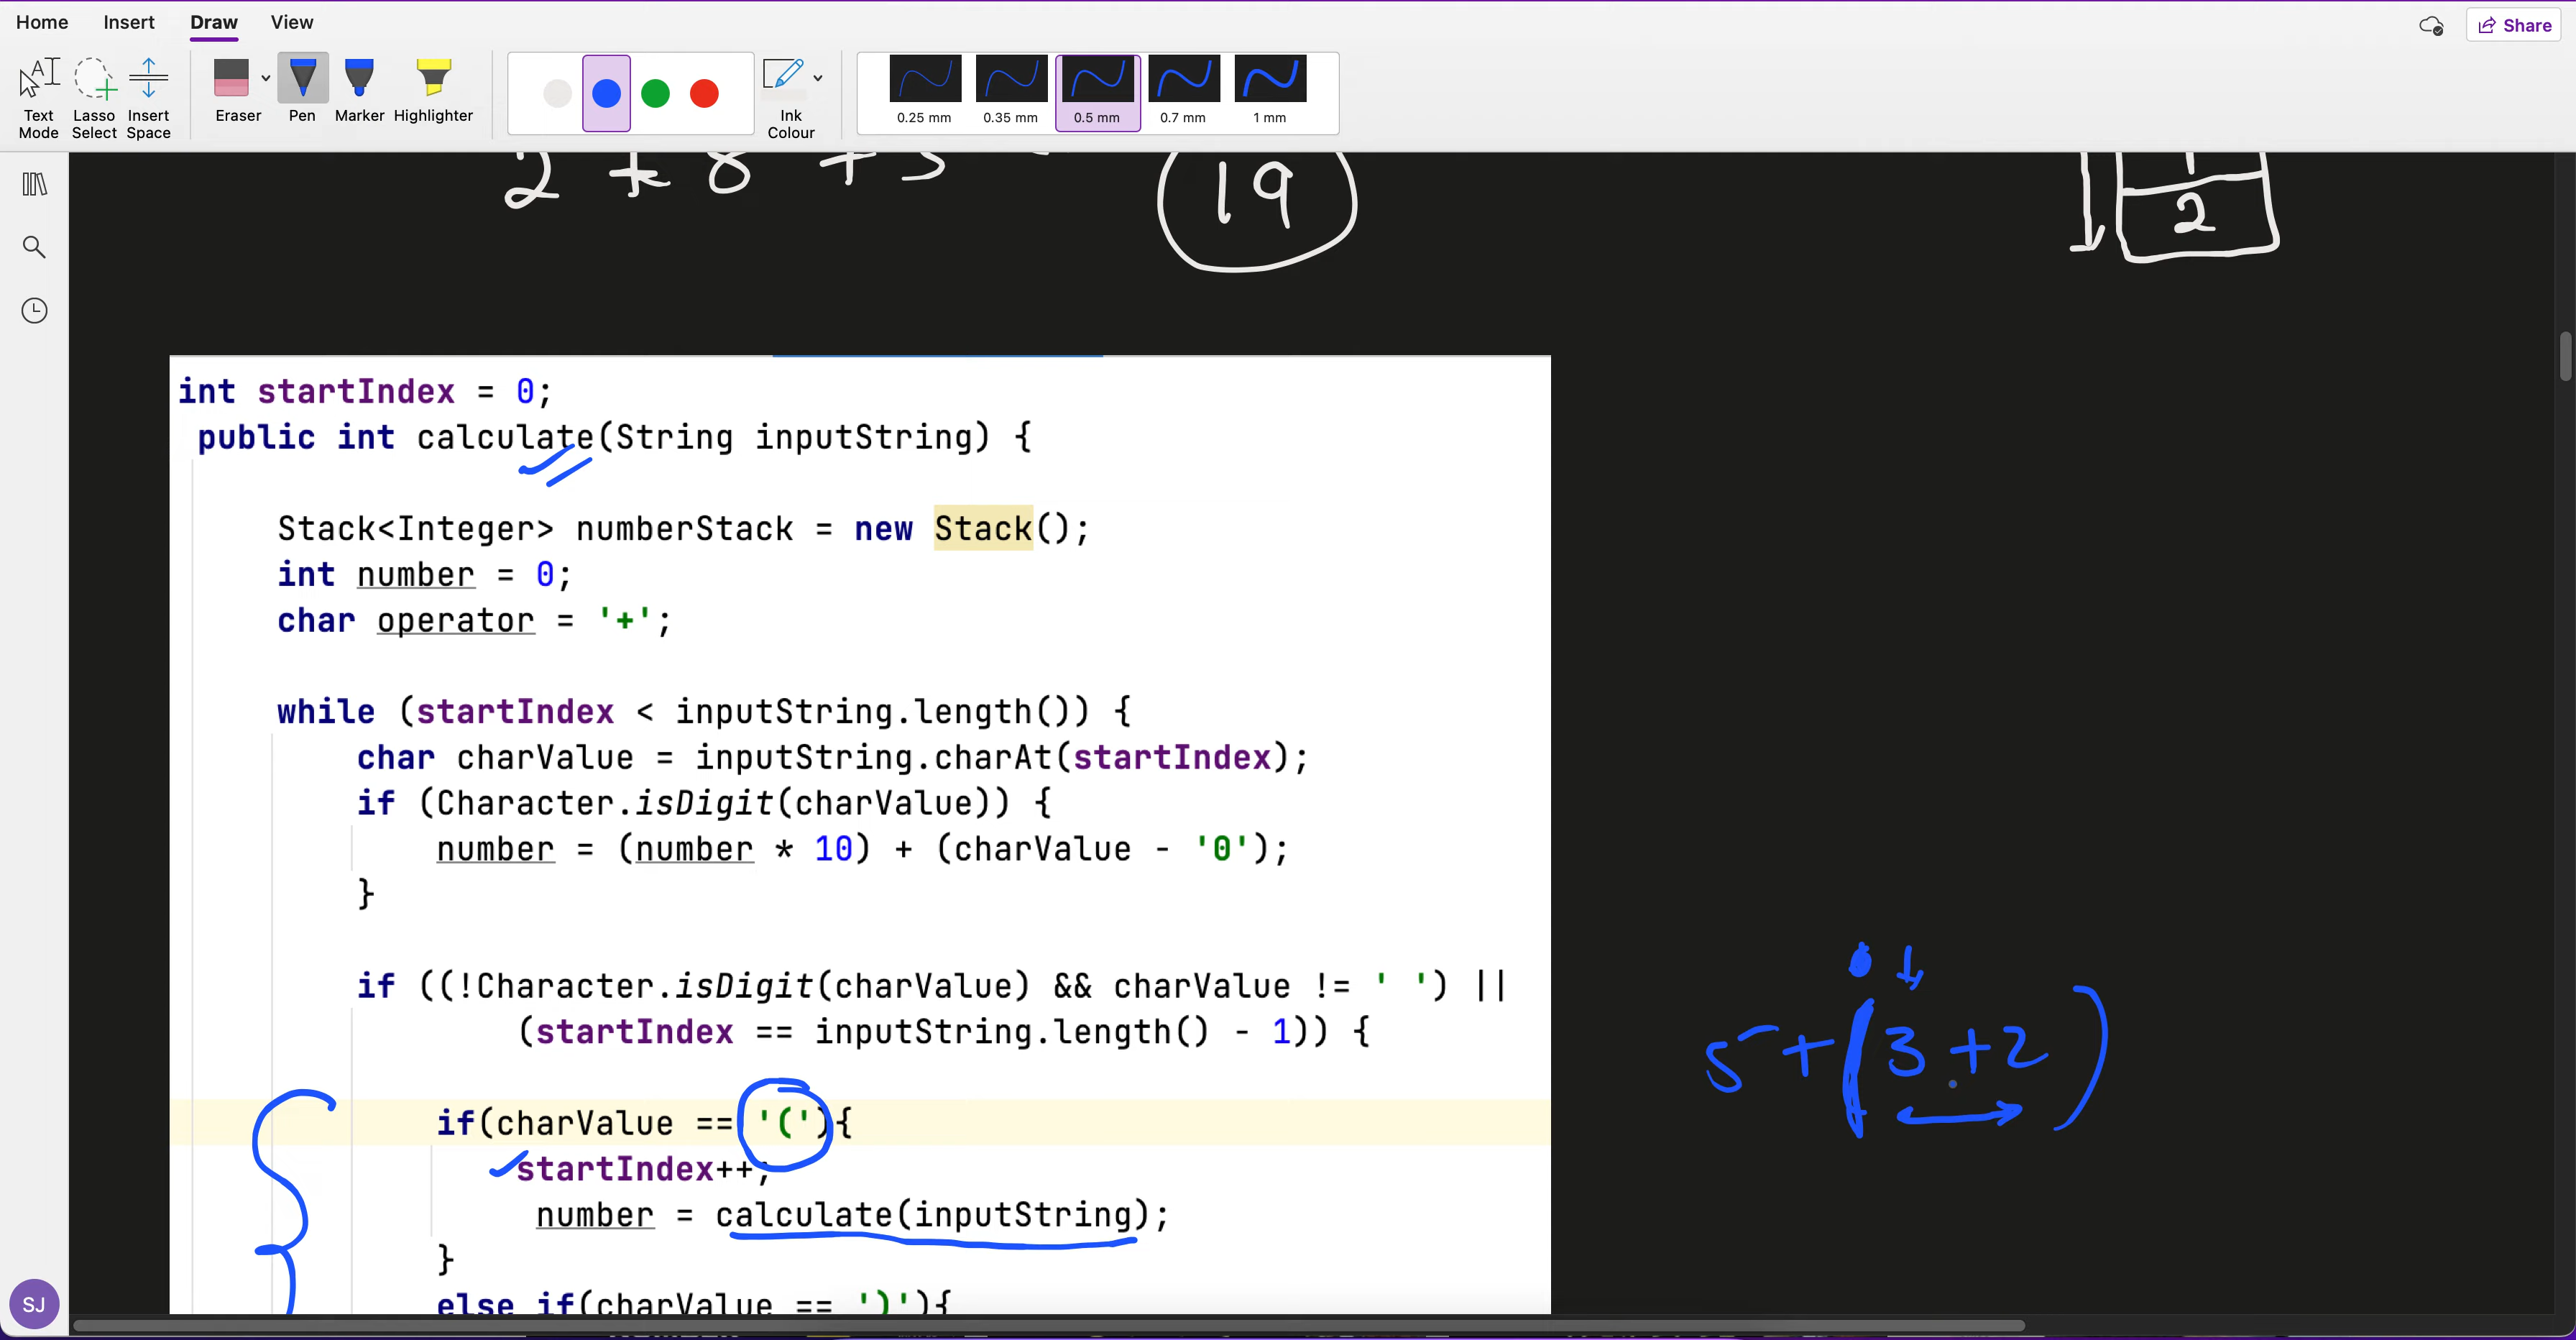 Home Insert Draw View
Share
Text Mode
Lasso Select
Insert Space
Eraser
Pen
Marker
Highlighter
Ink Colour
0.25 mm
0.35 mm
0.5 mm
0.7 mm
1 mm
19
2
int startIndex = 0;
public int calculate(String inputString) {
Stack<Integer> numberStack = new Stack();
int number = 0;
char operator = '+';
while (startIndex < inputString.length()) {
char charValue = inputString.charAt(startIndex);
if (Character.isDigit(charValue)) {
number = (number * 10) + (charValue - '0');
}
if ((!Character.isDigit(charValue) && charValue != ' ') ||
(startIndex == inputString.length() - 1)) {
if(charValue == '('){
startIndex++;
number = calculate(inputString);
}
else if(charValue == ')'){
5+(3+2)
SJ